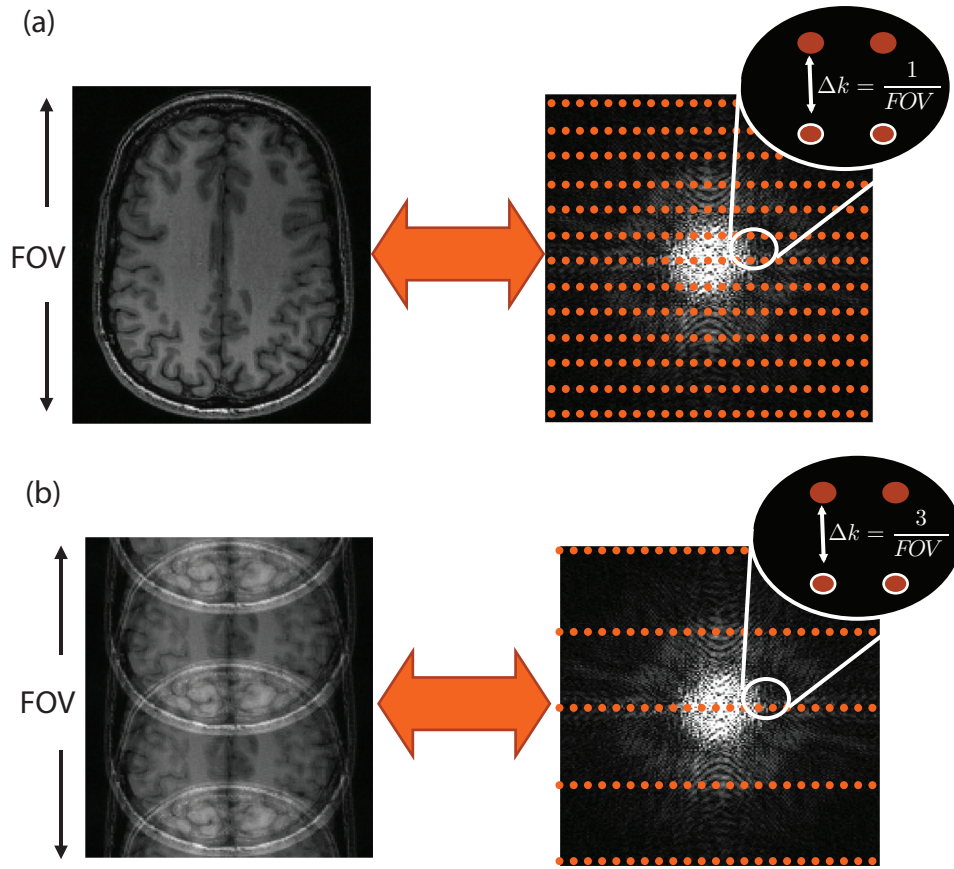 (a)
FOV
Δk = 1/FOV
(b)
FOV
Δk = 3/FOV